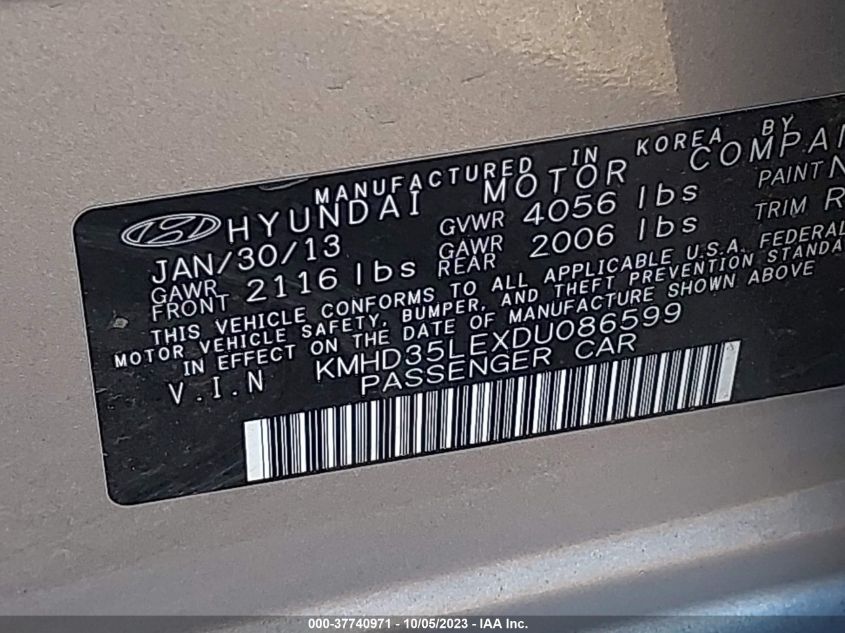 MANUFACTURED IN KOREA BY
HYUNDAI MOTOR
JAN/30/13 GVWR 4056 lbs PAINT
GAWR FRONT 2116 lbs GAWR REAR 2006 lbs TRIM
THIS VEHICLE CONFORMS TO ALL APPLICABLE U.S.A. FEDERAL
MOTOR VEHICLE SAFETY, BUMPER, AND THEFT PREVENTION
IN EFFECT ON THE DATE OF MANUFACTURE SHOWN ABOVE
V.I.N KMHD35LEXDU086599
PASSENGER CAR
000-37740971 - 10/05/2023 - IAA Inc.